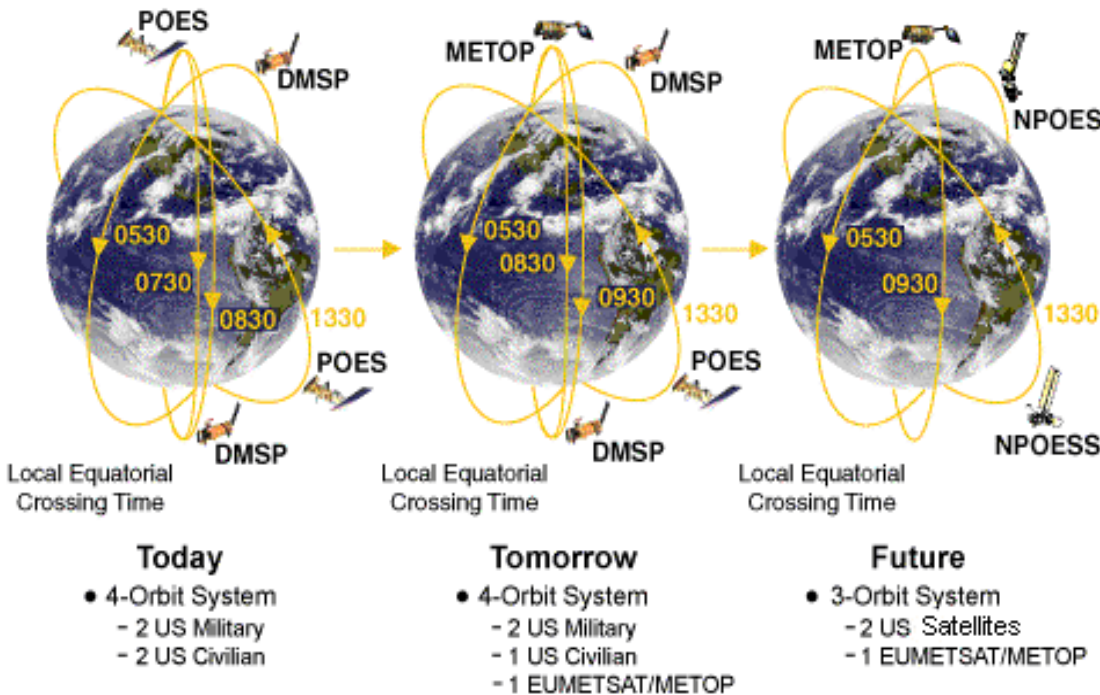 POES
DMSP
0530
0730
0830
1330
POES
DMSP
Local Equatorial
Crossing Time
Today
• 4-Orbit System
- 2 US Military
- 2 US Civilian
METOP
DMSP
0530
0830
0930
1330
POES
DMSP
Local Equatorial
Crossing Time
Tomorrow
• 4-Orbit System
- 2 US Military
- 1 US Civilian
- 1 EUMETSAT/METOP
METOP
NPOES
0530
0930
1330
NPOESS
Local Equatorial
Crossing Time
Future
• 3-Orbit System
- 2 US Satellites
- 1 EUMETSAT/METOP